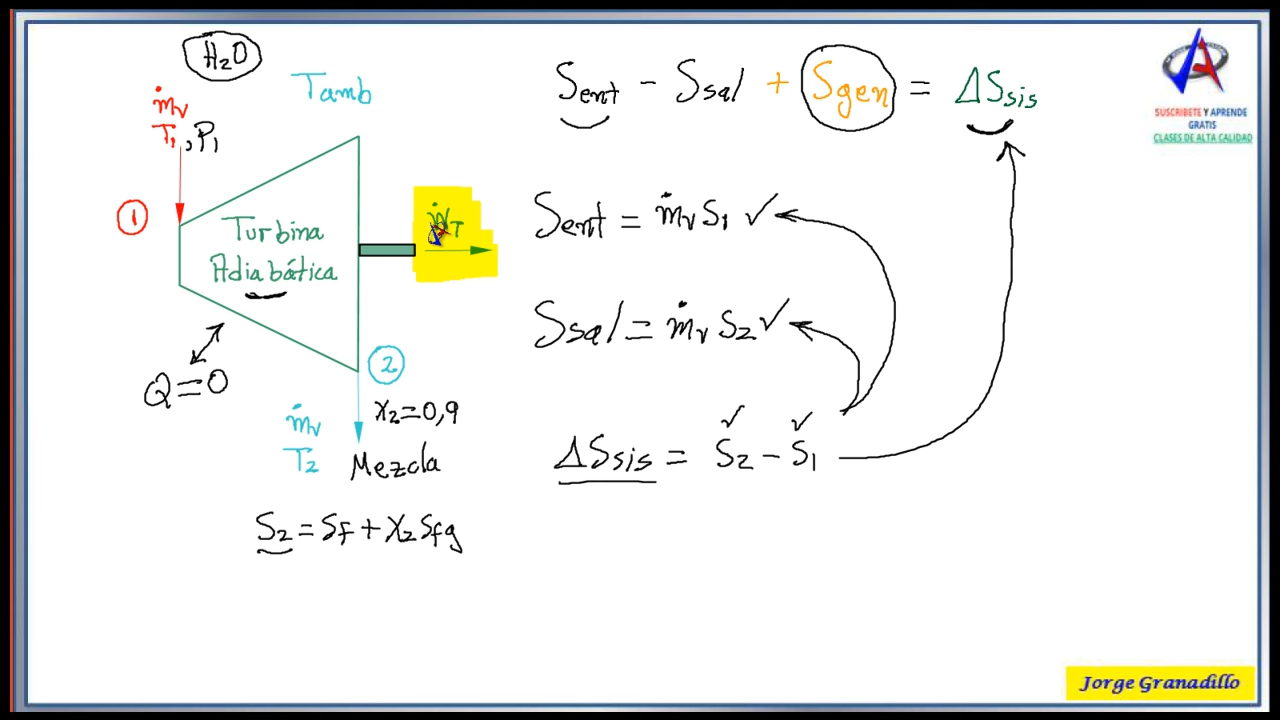 H₂O
Tamb
ṁv
T₁, P₁
①
Turbina
Adiabática
ẆT
Q=0
②
ṁv
T₂
x₂=0,9
Mezcla
S₂ = Sf + X₂ Sfg
Sent - Ssal + Sgen = ΔSsis
Sent = ṁv S₁ ✓
Ssal = ṁv S₂ ✓
ΔSsis = S₂ - S₁
SUSCRIBETE Y APRENDE
GRATIS
CLASES DE ALTA CALIDAD
Jorge Granadillo